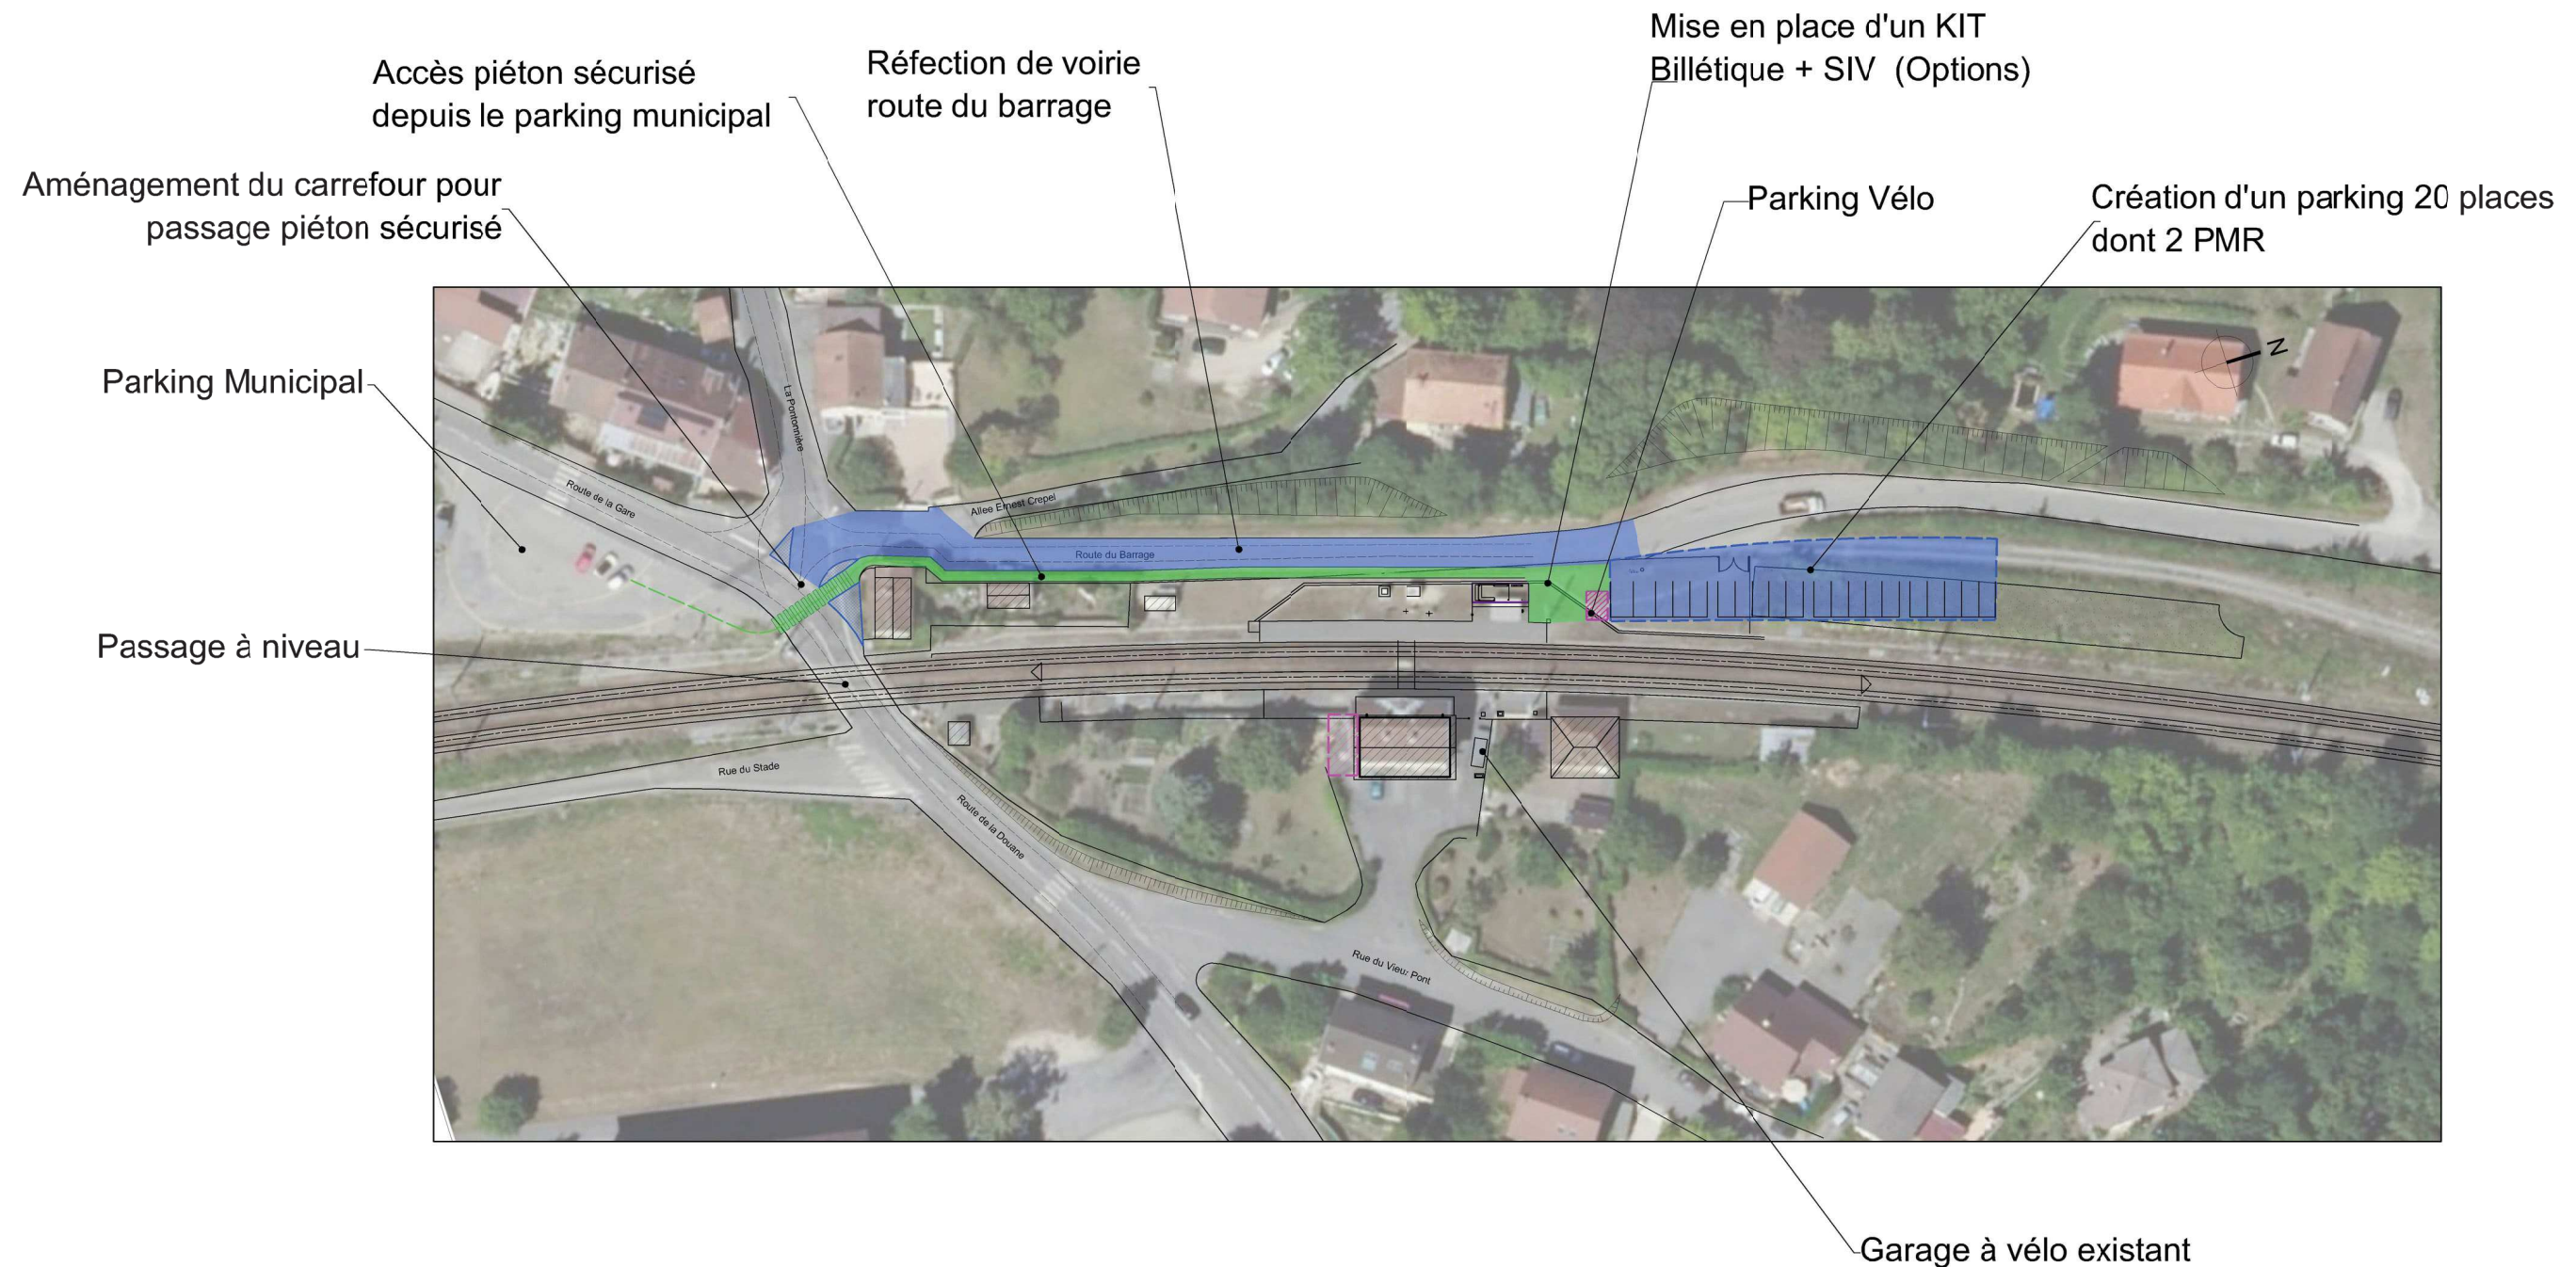 Mise en place d'un KIT
Billétique + SIV (Options)
Accès piéton sécurisé
depuis le parking municipal
Réfection de voirie
route du barrage
Aménagement du carrefour pour
passage piéton sécurisé
Parking Vélo
Création d'un parking 20 places
dont 2 PMR
N
Parking Municipal
La Pontonnière
Route de la Gare
Allee Ernest Crepel
Route du Barrage
Passage à niveau
Rue du Stade
Route de la Douane
Rue du Vieux Pont
Garage à vélo existant